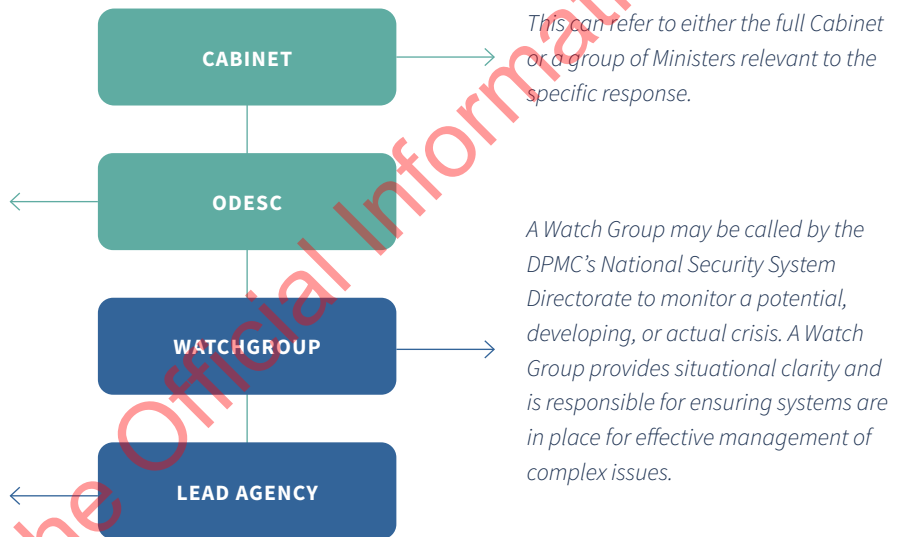 CABINET
This can refer to either the full Cabinet
or a group of Ministers relevant to the
specific response.
ODESC
WATCHGROUP
A Watch Group may be called by the
DPMC’s National Security System
Directorate to monitor a potential,
developing, or actual crisis. A Watch
Group provides situational clarity and
is responsible for ensuring systems are
in place for effective management of
complex issues.
LEAD AGENCY
he Official Informati